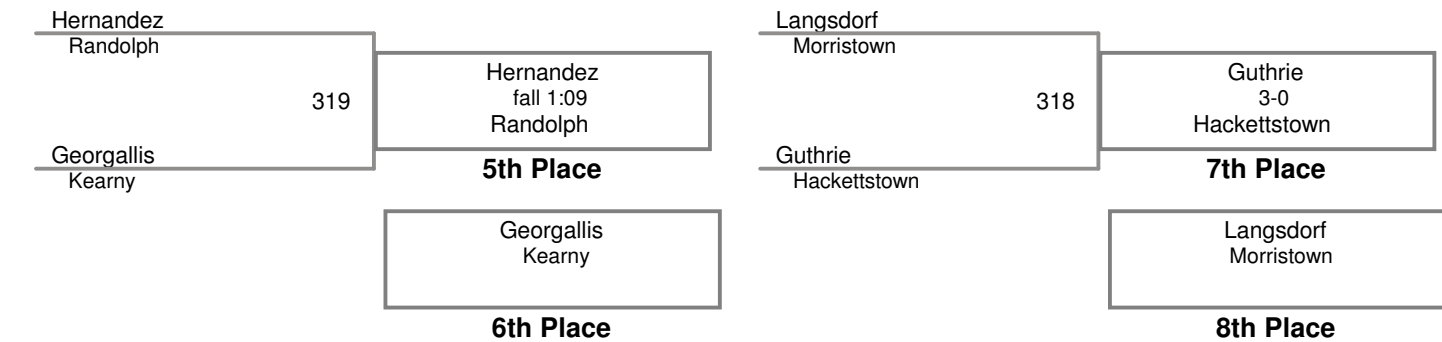 Hernandez
Randolph
319
Georgallis
Kearny
Hernandez
fall 1:09
Randolph
5th Place
Georgallis
Kearny
6th Place
Langsdorf
Morristown
318
Guthrie
Hackettstown
Guthrie
3-0
Hackettstown
7th Place
Langsdorf
Morristown
8th Place